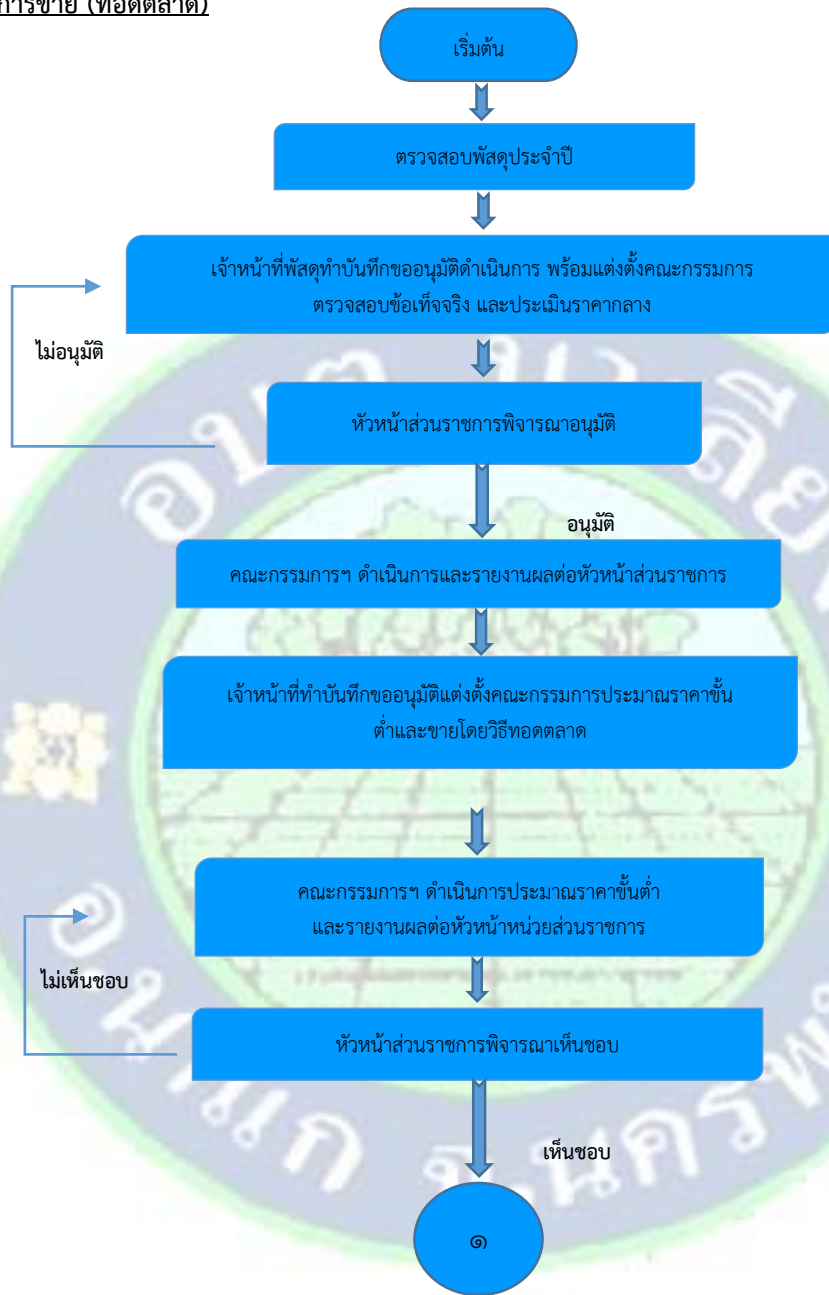 การขาย (ทอดตลาด)
เริ่มต้น
ตรวจสอบพัสดุประจำปี
เจ้าหน้าที่พัสดุทำบันทึกขออนุมัติดำเนินการ พร้อมแต่งตั้งคณะกรรมการ
ตรวจสอบข้อเท็จจริง และประเมินราคากลาง
ไม่อนุมัติ
หัวหน้าส่วนราชการพิจารณาอนุมัติ
อนุมัติ
คณะกรรมการฯ ดำเนินการและรายงานผลต่อหัวหน้าส่วนราชการ
เจ้าหน้าที่ทำบันทึกขออนุมัติแต่งตั้งคณะกรรมการประมาณราคาขั้น
ต่ำและขายโดยวิธีทอดตลาด
คณะกรรมการฯ ดำเนินการประมาณราคาขั้นต่ำ
และรายงานผลต่อหัวหน้าหน่วยส่วนราชการ
ไม่เห็นชอบ
หัวหน้าส่วนราชการพิจารณาเห็นชอบ
เห็นชอบ
๑